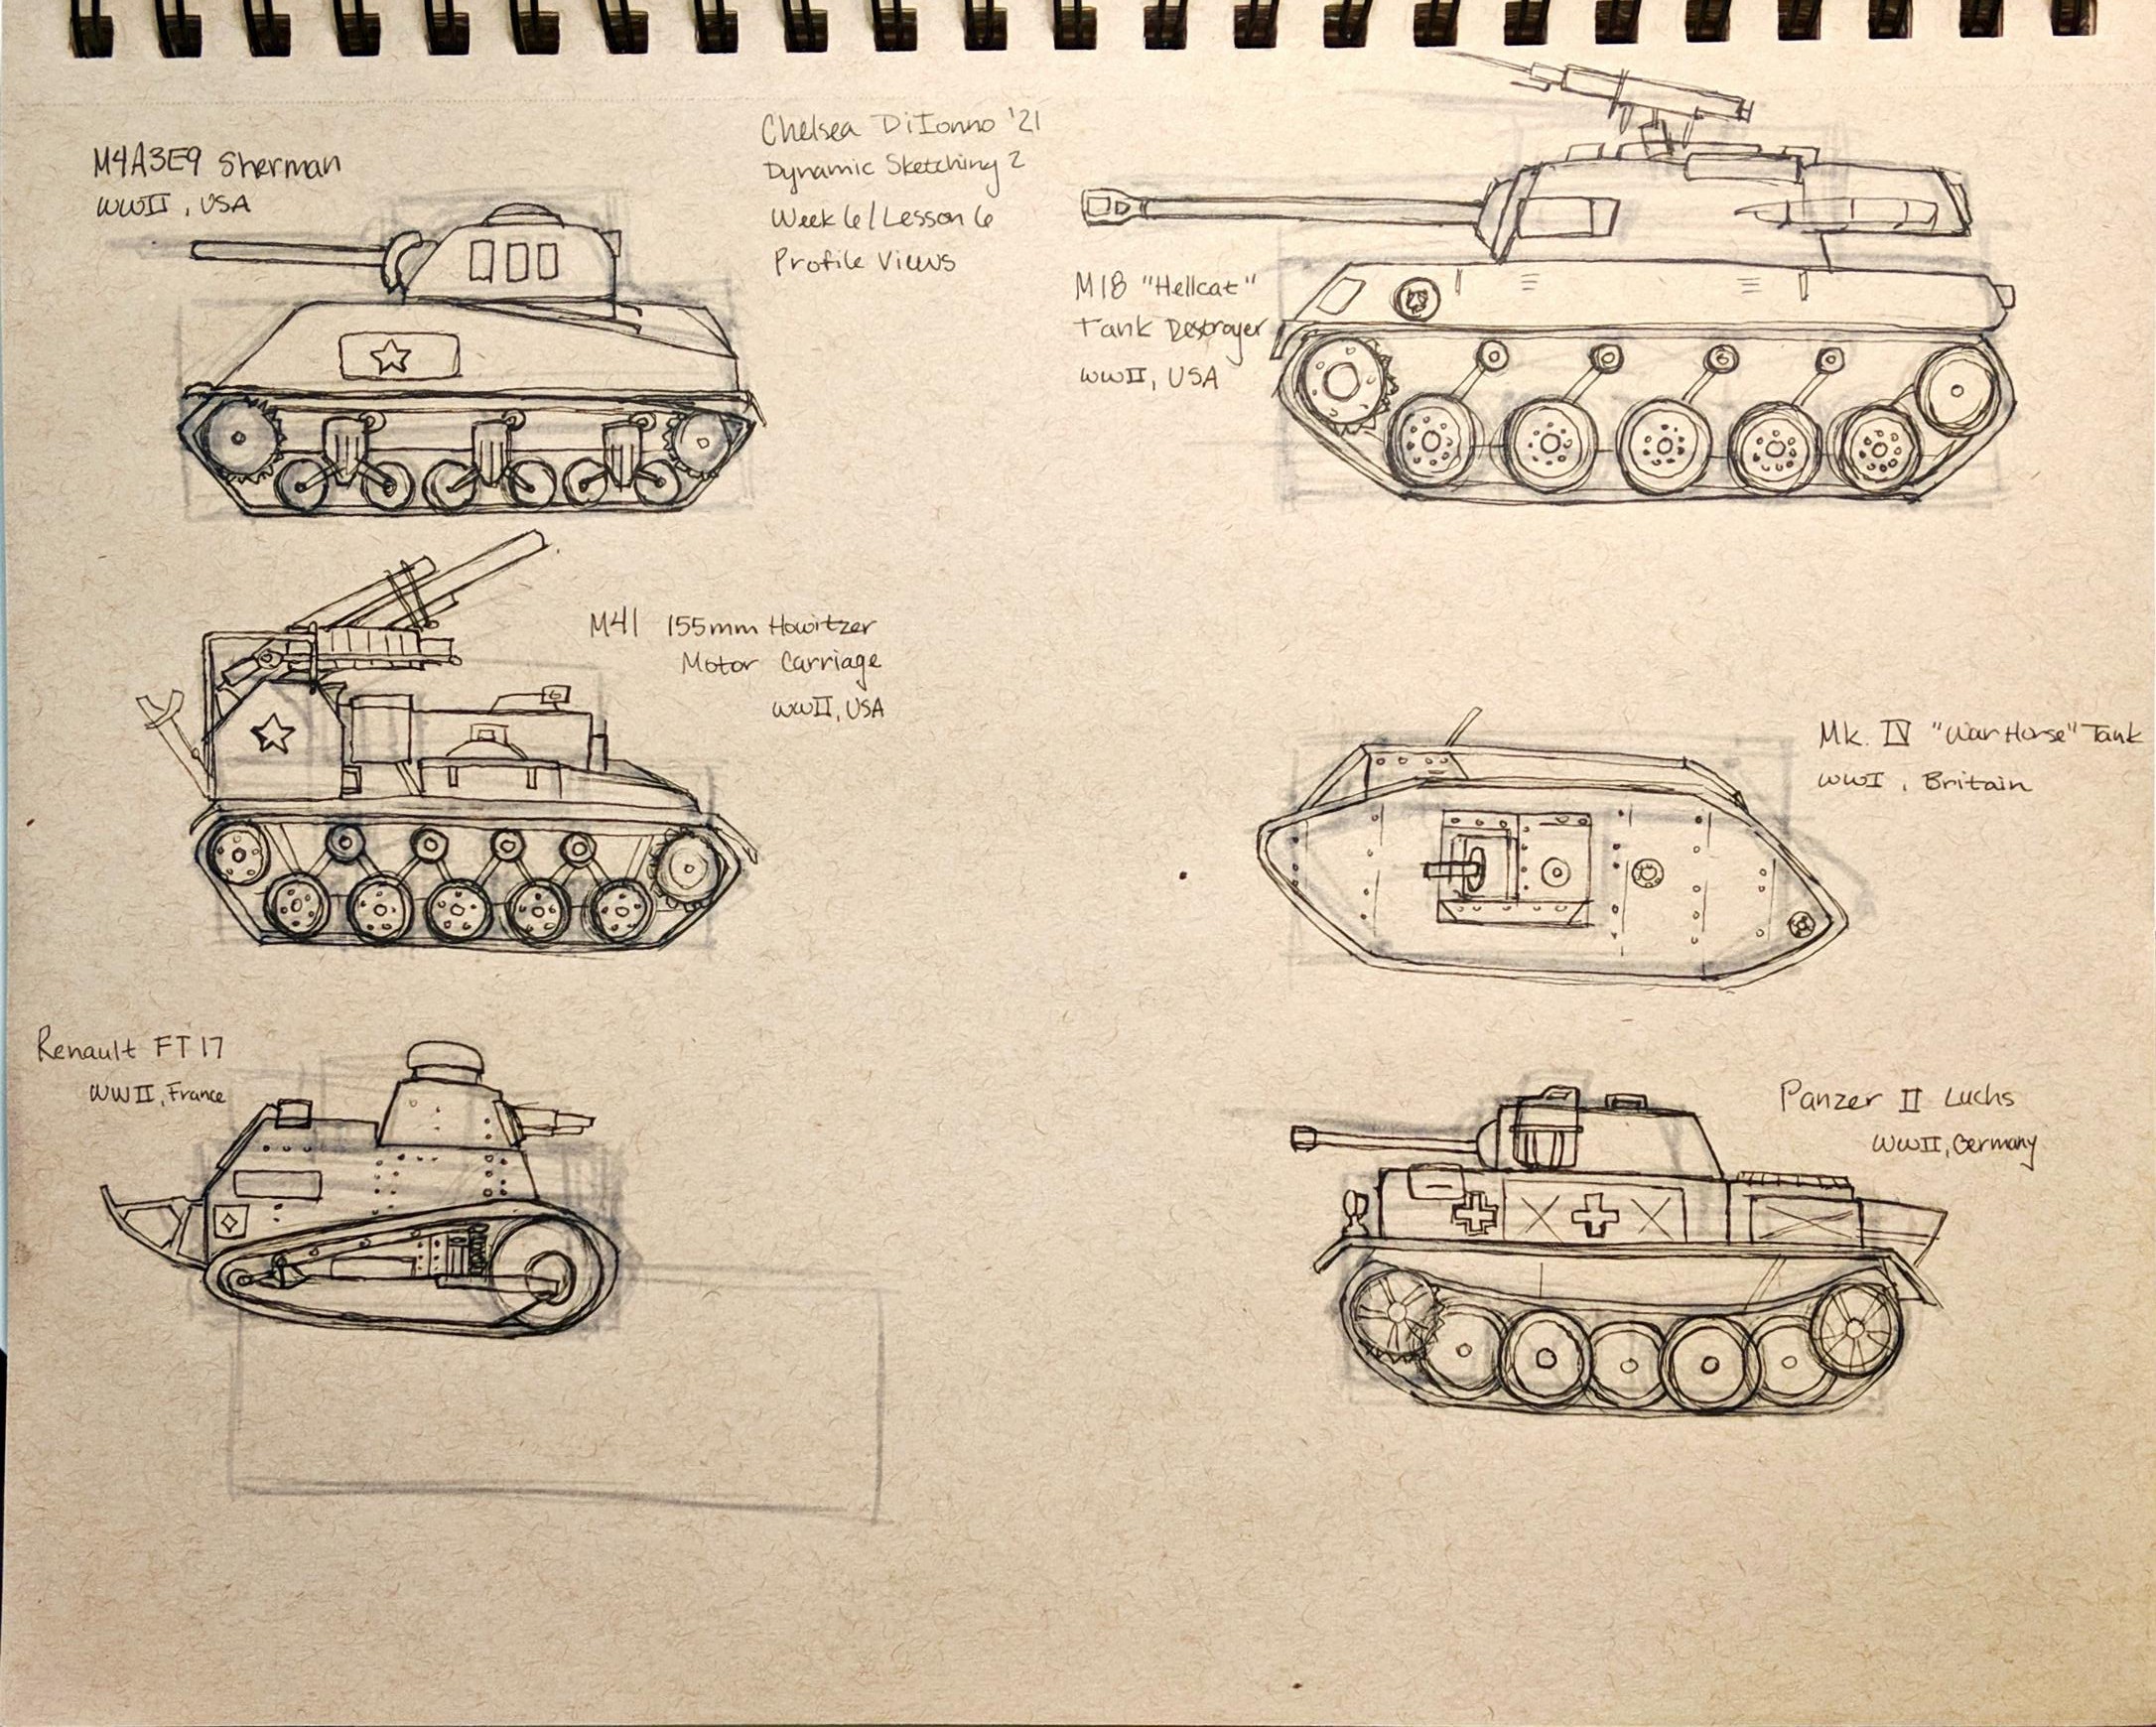 M4A3E9 Sherman
WWII, USA
Chelsea DiIonno '21
Dynamic Sketching 2
Week 6/Lesson 6
Profile Views
M18 "Hellcat"
Tank Destroyer
WWII, USA
M41 155mm Howitzer
Motor Carriage
WWII, USA
Mk. IV "War Horse" Tank
WWI, Britain
Renault FT 17
WWII, France
Panzer II Luchs
WWII, Germany